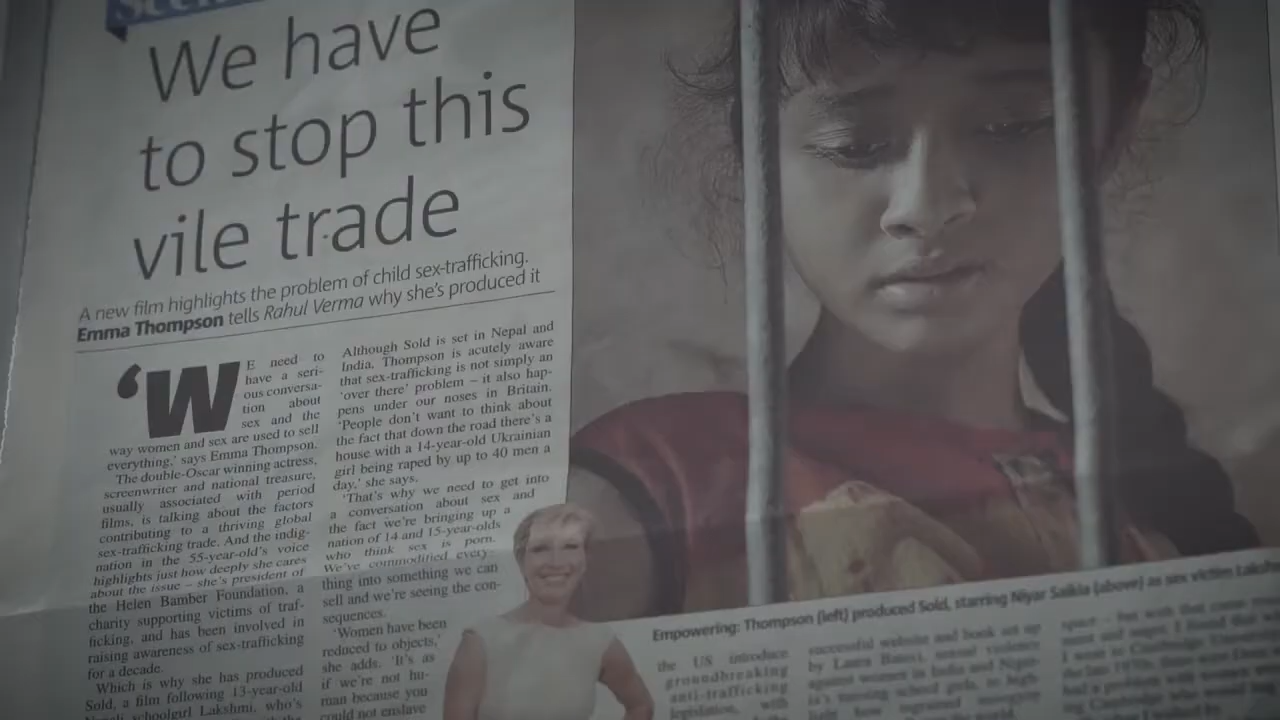 We have
to stop this
vile trade
A new film highlights the problem of child sex-trafficking.
Emma Thompson tells Rahul Verma why she's produced it
‘WE need to
have a seri-
ous conversa-
tion about
sex and the
way women and sex are used to sell
everything,’ says Emma Thompson.
The double-Oscar winning actress,
screenwriter and national treasure,
usually associated with period
films, is talking about the factors
contributing to a thriving global
sex-trafficking trade. And the indig-
nation in the 55-year-old's voice
highlights just how deeply she cares
about the issue – she's president of
the Helen Bamber Foundation, a
charity supporting victims of traf-
ficking, and has been involved in
raising awareness of sex-trafficking
for a decade.
Which is why she has produced
Sold, a film following 13-year-old
Nepali schoolgirl Lakshmi, who's
Although Sold is set in Nepal and
India, Thompson is acutely aware
that sex-trafficking is not simply an
‘over there’ problem – it also hap-
pens under our noses in Britain.
‘People don't want to think about
the fact that down the road there's a
house with a 14-year-old Ukrainian
girl being raped by up to 40 men a
day,’ she says.
‘That's why we need to get into
a conversation about sex and
the fact we're bringing up a
nation of 14 and 15-year-olds
who think sex is porn.
We've commodified every-
thing into something we can
sell and we're seeing the con-
sequences.
‘Women have been
reduced to objects,’
she adds. ‘It's as
if we're not hu-
man because you
could not enslave
Empowering: Thompson (left) produced Sold, starring Niyar Saikia (above) as sex victim Lakshmi
the US introduce
groundbreaking
anti-trafficking
legislation, with
successful website and book set up
by Laura Bates), sexual violence
against women in India and Nige-